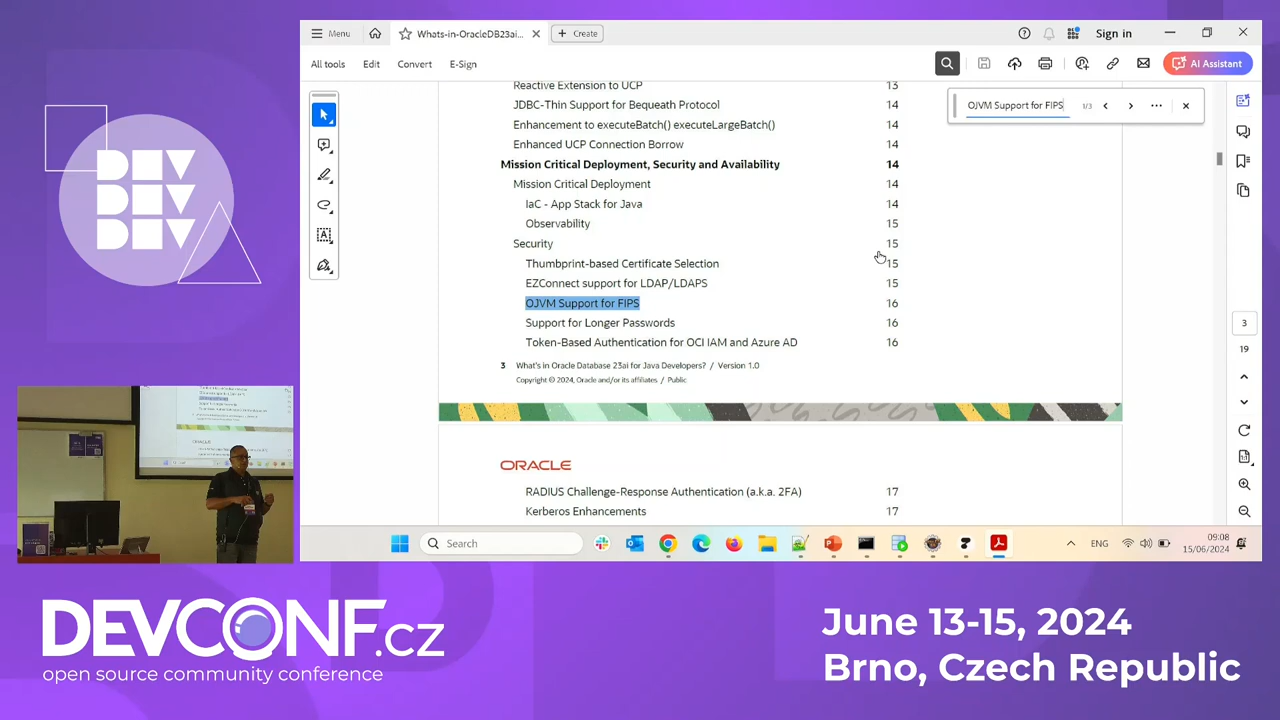 DEV
DEV
DEV
Menu
Whats-in-OracleDB23ai...
Create
Sign in
All tools
Edit
Convert
E-Sign
AI Assistant
OJVM Support for FIPS
1/3
Reactive Extension to UCP 13
JDBC-Thin Support for Bequeath Protocol 14
Enhancement to executeBatch() executeLargeBatch() 14
Enhanced UCP Connection Borrow 14
Mission Critical Deployment, Security and Availability 14
Mission Critical Deployment 14
IaC - App Stack for Java 14
Observability 15
Security 15
Thumbprint-based Certificate Selection 15
EZConnect support for LDAP/LDAPS 15
OJVM Support for FIPS 16
Support for Longer Passwords 16
Token-Based Authentication for OCI IAM and Azure AD 16
3 What's in Oracle Database 23ai for Java Developers? / Version 1.0
Copyright © 2024, Oracle and/or its affiliates / Public
ORACLE
RADIUS Challenge-Response Authentication (a.k.a. 2FA) 17
Kerberos Enhancements 17
3
19
Search
ENG
09:08
15/06/2024
DEVCONF.cz
open source community conference
June 13-15, 2024
Brno, Czech Republic